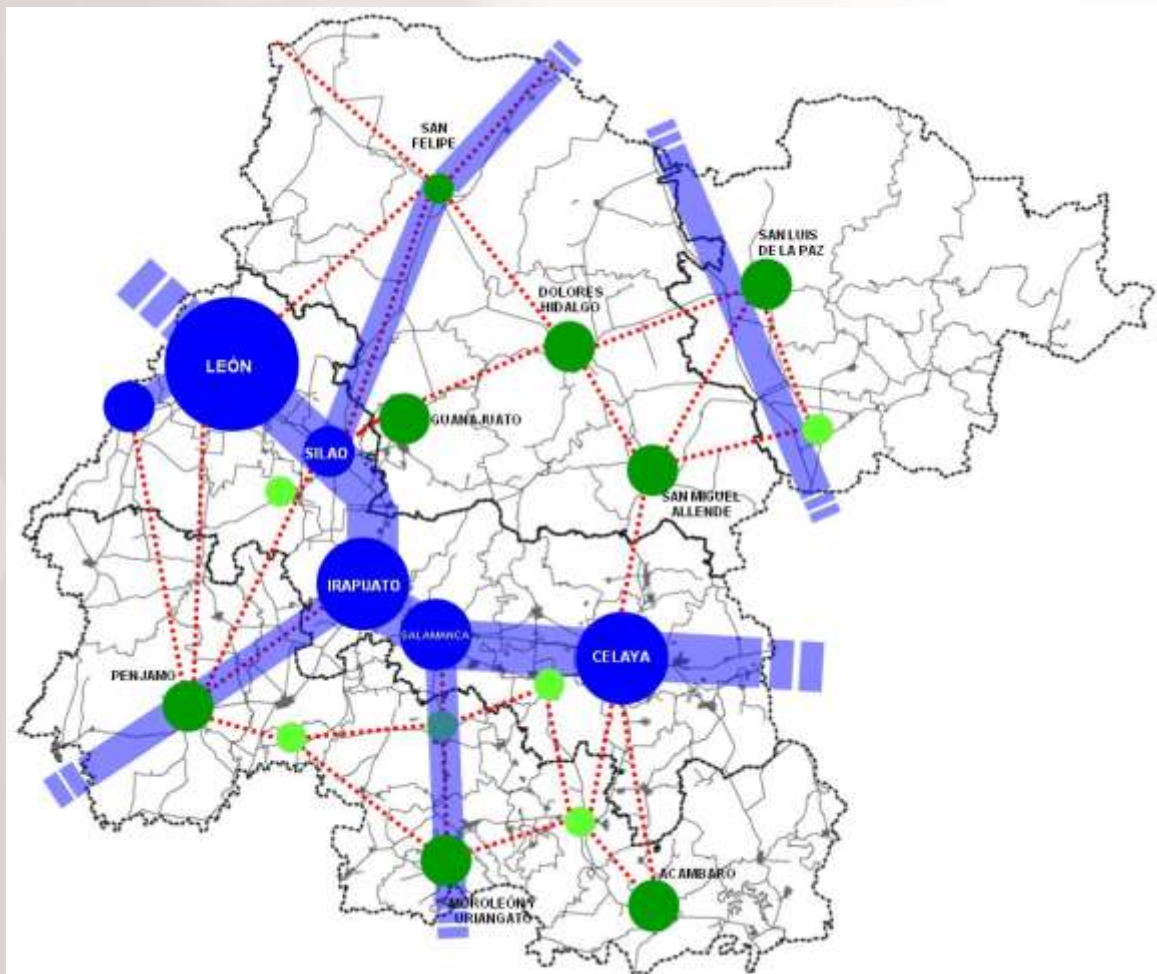 SAN
FELIPE
SAN LUIS
DE LA PAZ
DOLORES
HIDALGO
LEÓN
GUANAJUATO
SILAO
SAN MIGUEL
ALLENDE
IRAPUATO
SALAMANCA
CELAYA
PENJAMO
ACAMBARO
MOROLEÓN Y
URIANGATO